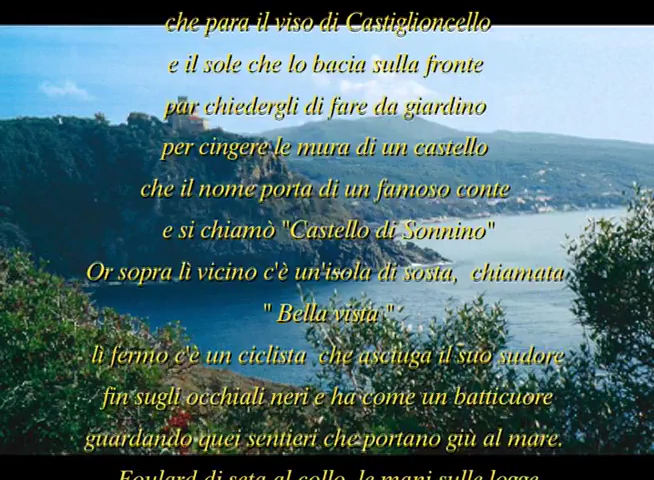 che para il viso di Castiglioncello
e il sole che lo bacia sulla fronte
par chiedergli di fare da giardino
per cingere le mura di un castello
che il nome porta di un famoso conte
e si chiamò "Castello di Sonnino"
Or sopra lì vicino c'è un'isola di sosta, chiamata
" Bella vista "
lì fermo c'è un ciclista che asciuga il suo sudore
fin sugli occhiali neri e ha come un batticuore
guardando quei sentieri che portano giù al mare.
Foulard di seta al collo, le mani sulle logge